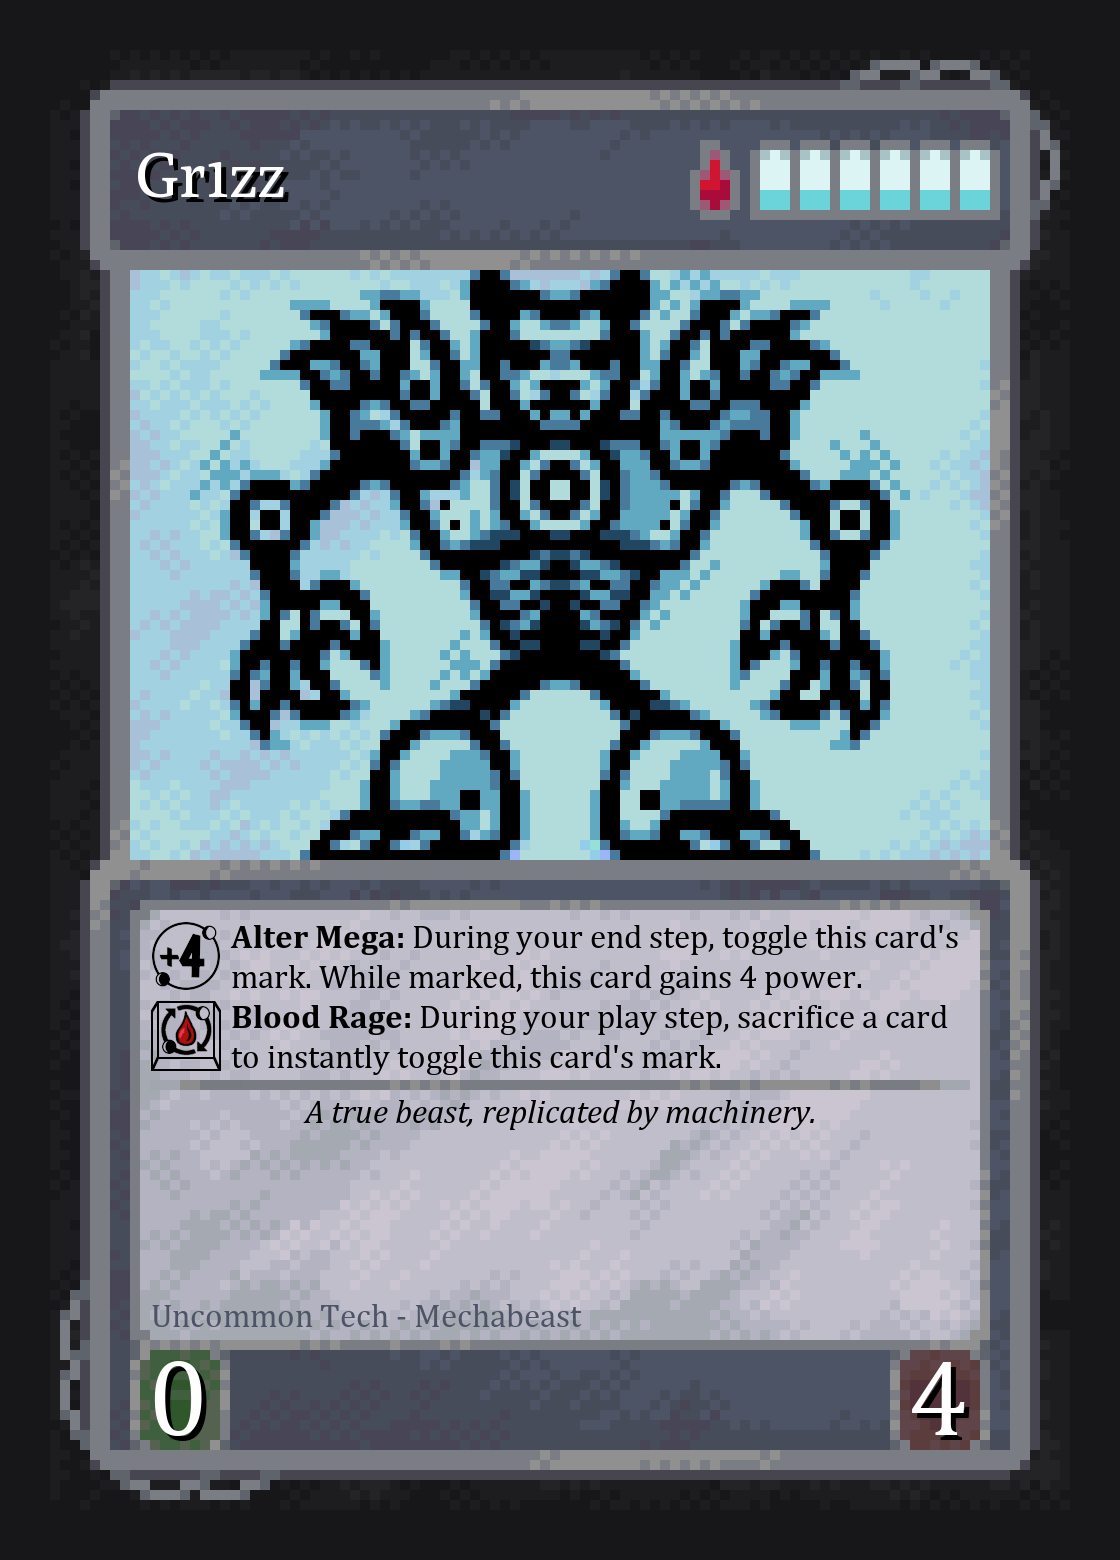 Gr1zz
+4
Alter Mega: During your end step, toggle this card's
mark. While marked, this card gains 4 power.
Blood Rage: During your play step, sacrifice a card
to instantly toggle this card's mark.
A true beast, replicated by machinery.
Uncommon Tech - Mechabeast
0
4